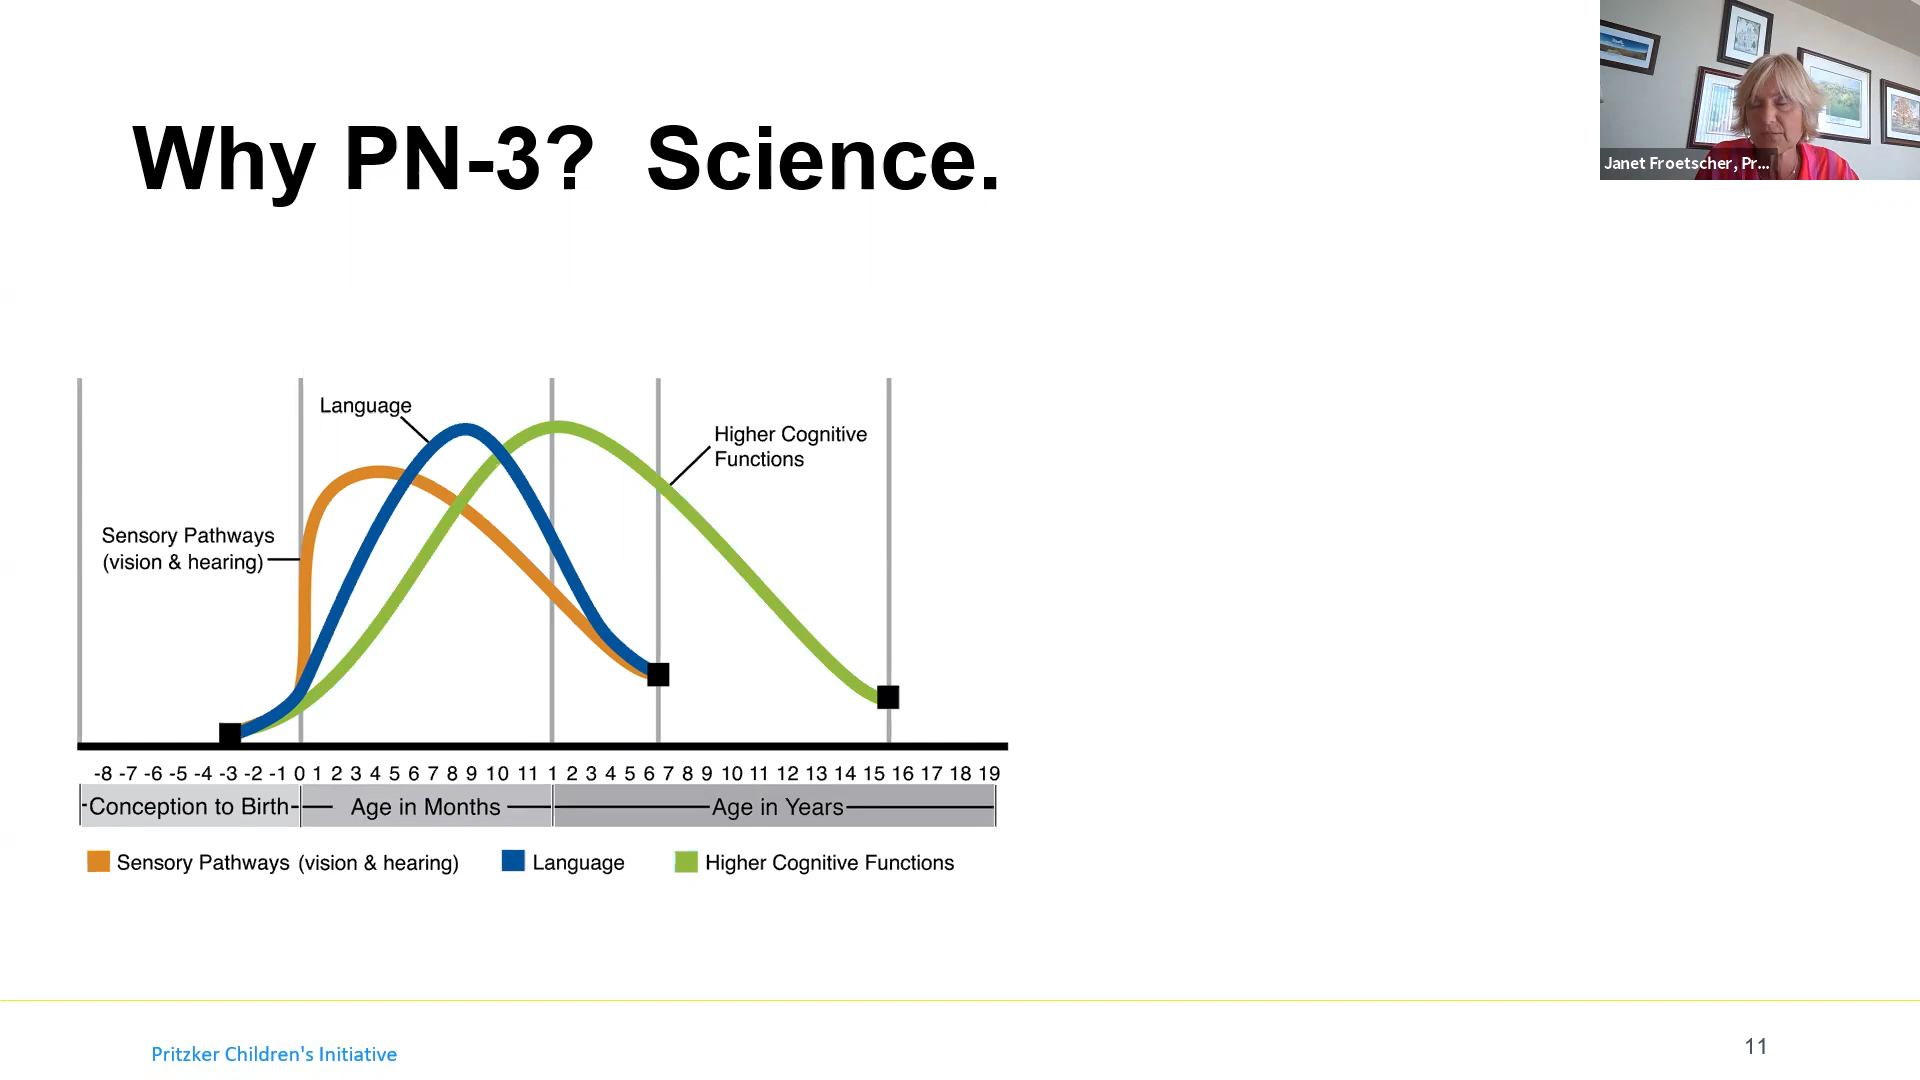 Janet Froetscher, Pr...
Why PN-3?  Science.
Language
Higher Cognitive
Functions
Sensory Pathways
(vision & hearing)
-8 -7 -6 -5 -4 -3 -2 -1 0 1 2 3 4 5 6 7 8 9 10 11 1 2 3 4 5 6 7 8 9 10 11 12 13 14 15 16 17 18 19
Conception to Birth Age in Months Age in Years
Sensory Pathways (vision & hearing) Language Higher Cognitive Functions
Pritzker Children's Initiative
11